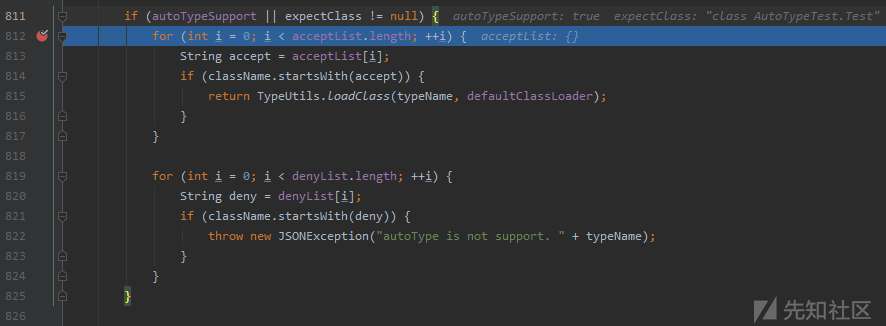 811 if (autoTypeSupport || expectClass != null) { autoTypeSupport: true expectClass: "class AutoTypeTest.Test"
812 for (int i = 0; i < acceptList.length; ++i) { acceptList: {}
813 String accept = acceptList[i];
814 if (className.startsWith(accept)) {
815 return TypeUtils.loadClass(typeName, defaultClassLoader);
816 }
817 }
818
819 for (int i = 0; i < denyList.length; ++i) {
820 String deny = denyList[i];
821 if (className.startsWith(deny)) {
822 throw new JSONException("autoType is not support. " + typeName);
823 }
824 }
825 }
826
先知社区